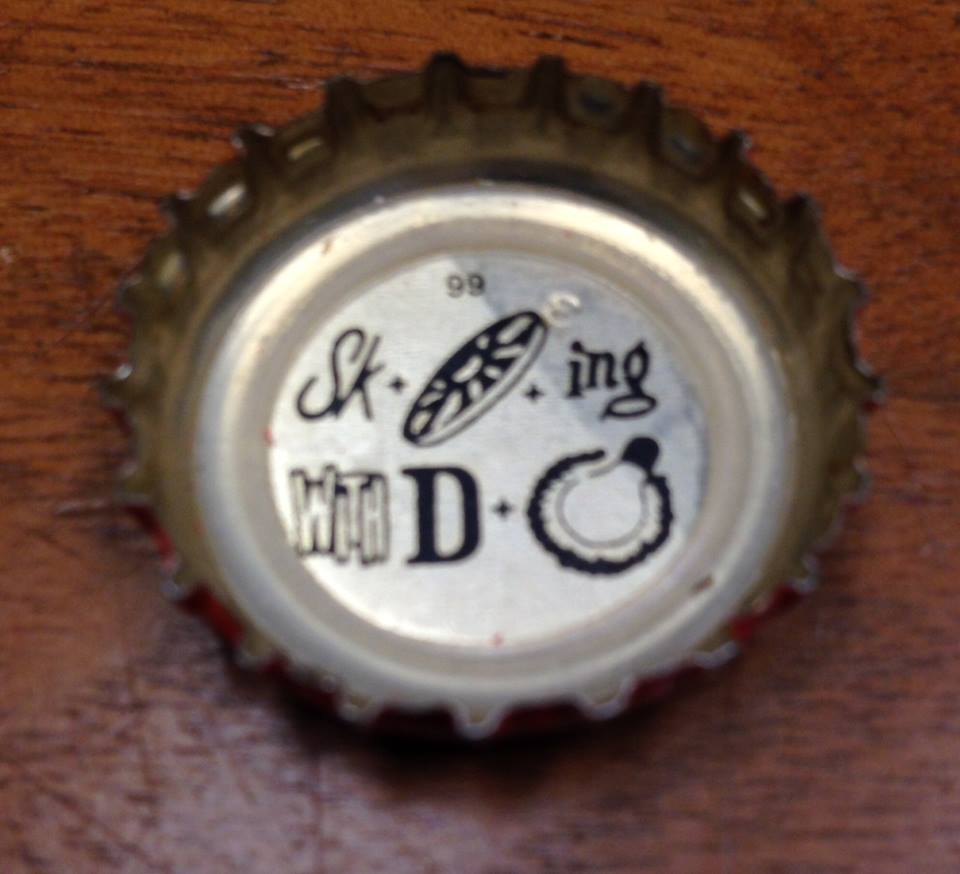 99
Sk + + ing
WITH D +